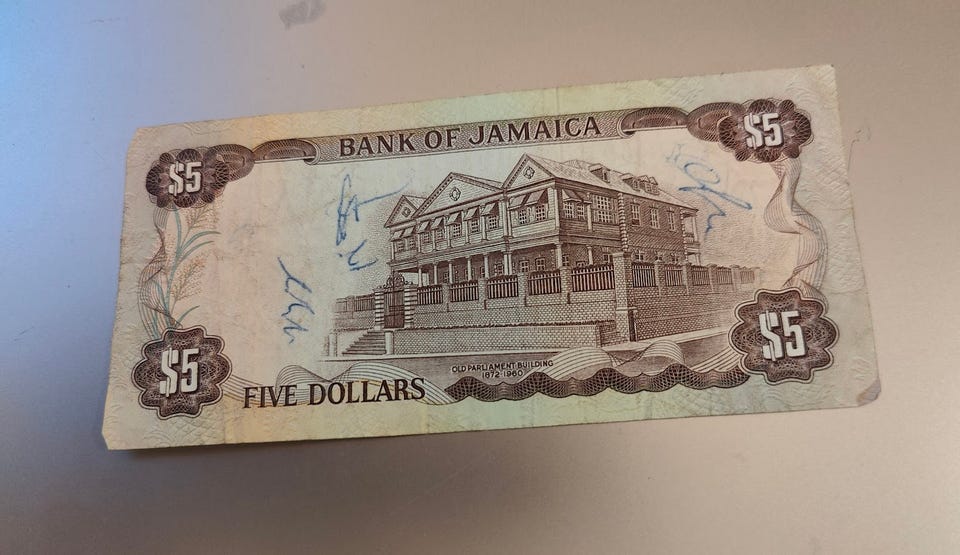 BANK OF JAMAICA
$5
$5
OLD PARLIAMENT BUILDING
1872-1960
$5
$5
FIVE DOLLARS